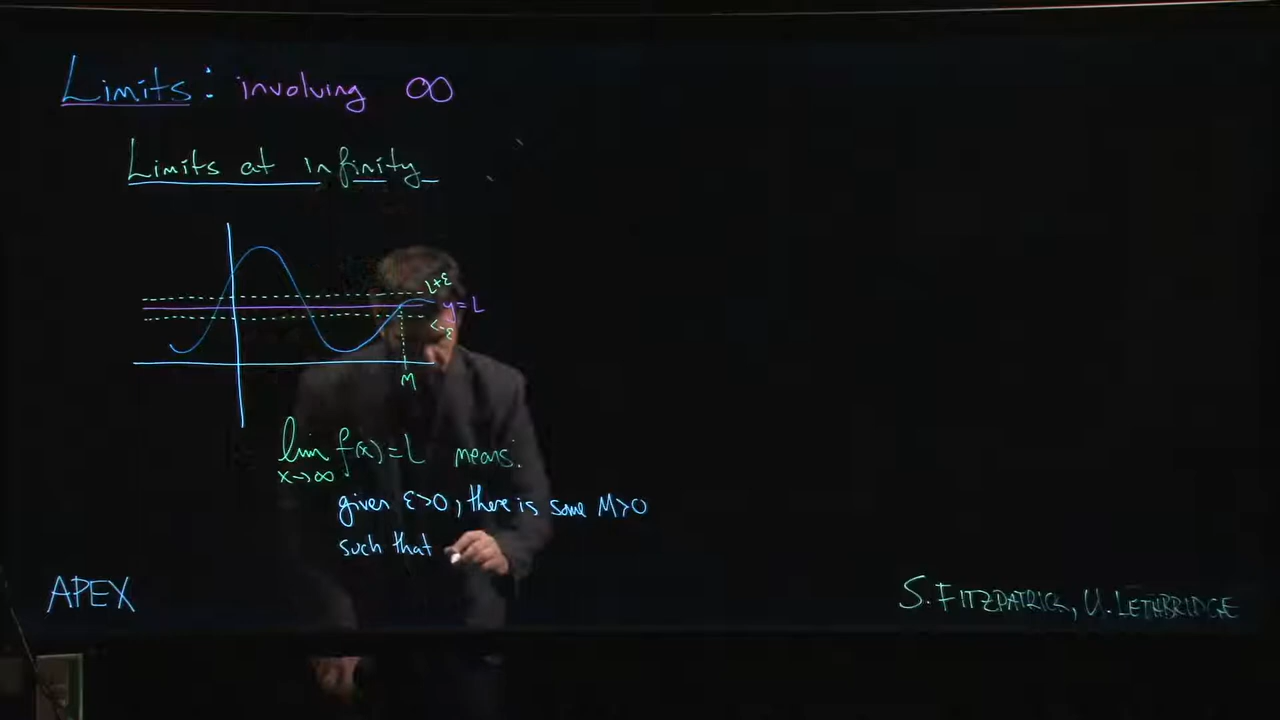 Limits: involving ∞
Limits at infinity
L+ε
y=L
L-ε
M
lim f(x)=L means:
x→∞
given ε>0, there is some M>0
such that
APEX
S. FITZPATRICK, U. LETHBRIDGE